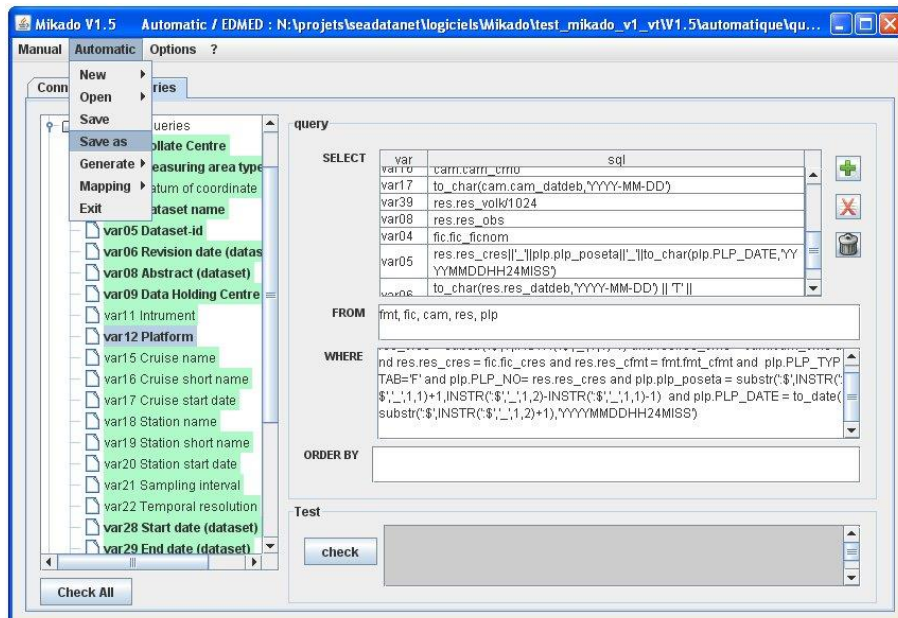 Mikado V1.5 Automatic / EDMED : N:\projets\seadatanet\logiciels\Mikado\test_mikado_v1_vt\V1.5\automatique\qu...
Manual Automatic Options ?
New
Open
Save
Save as
Generate
Mapping
Exit
Conn
ries
ueries
ollate Centre
easuring area type
atum of coordinate
ataset name
var05 Dataset-id
var06 Revision date (datas
var08 Abstract (dataset)
var09 Data Holding Centre
var11 Intrument
var12 Platform
var15 Cruise name
var16 Cruise short name
var17 Cruise start date
var18 Station name
var19 Station short name
var20 Station start date
var21 Sampling interval
var22 Temporal resolution
var28 Start date (dataset)
var29 End date (dataset)
Check All
query
SELECT
var sql
var16 cam.cam_cmo
var17 to_char(cam.cam_datdeb,'YYYY-MM-DD')
var39 res.res_volk/1024
var08 res.res_obs
var04 fic.fic_ficnom
var05 res.res_cres||'_'||plp.plp_poseta||'_'||to_char(plp.PLP_DATE,'YY
YYMMDDHH24MISS')
var06 to_char(res.res_datdeb,'YYYY-MM-DD') || 'T' ||
FROM
fmt, fic, cam, res, plp
WHERE
nd res.res_cres = fic.fic_cres and res.res_cfmt = fmt.fmt_cfmt and plp.PLP_TYP
TAB='F' and plp.PLP_NO= res.res_cres and plp.plp_poseta = substr(':$',INSTR(':
$','_',1,1)+1,INSTR(':$','_',1,2)-INSTR(':$','_',1,1)-1) and plp.PLP_DATE = to_date(
substr(':$',INSTR(':$','_',1,2)+1),'YYYYMMDDHH24MISS')
ORDER BY
Test
check